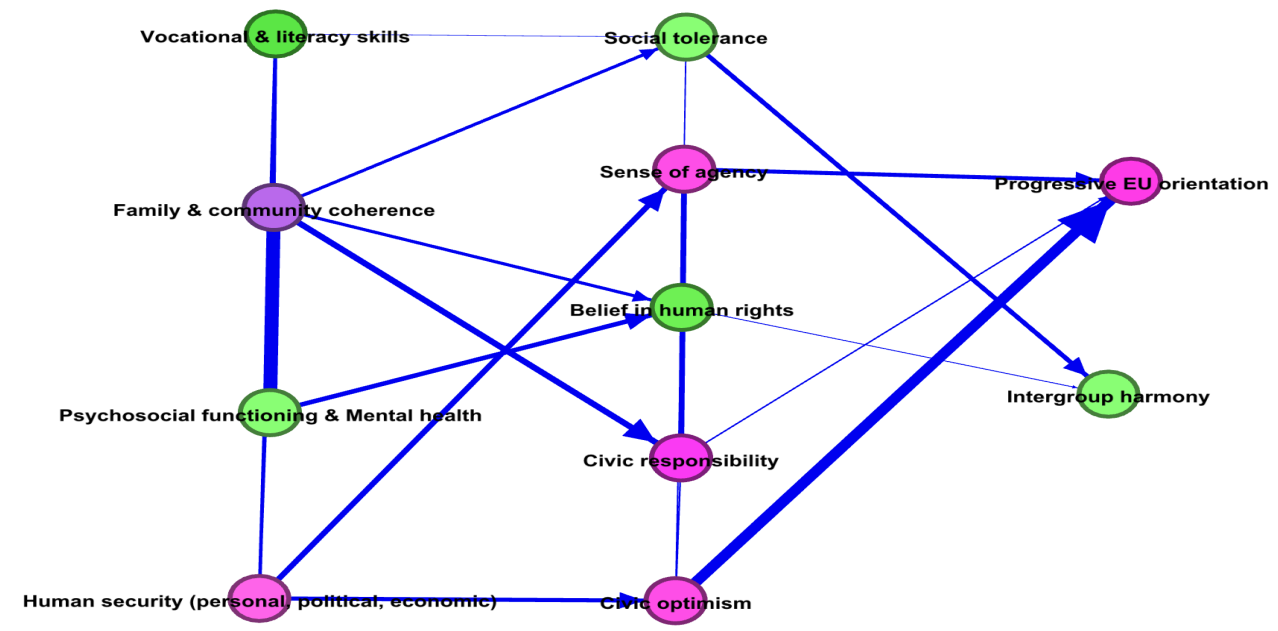 Vocational & literacy skills
Social tolerance
Sense of agency
Progressive EU orientation
Family & community coherence
Belief in human rights
Intergroup harmony
Psychosocial functioning & Mental health
Civic responsibility
Human security (personal, political, economic)
Civic optimism